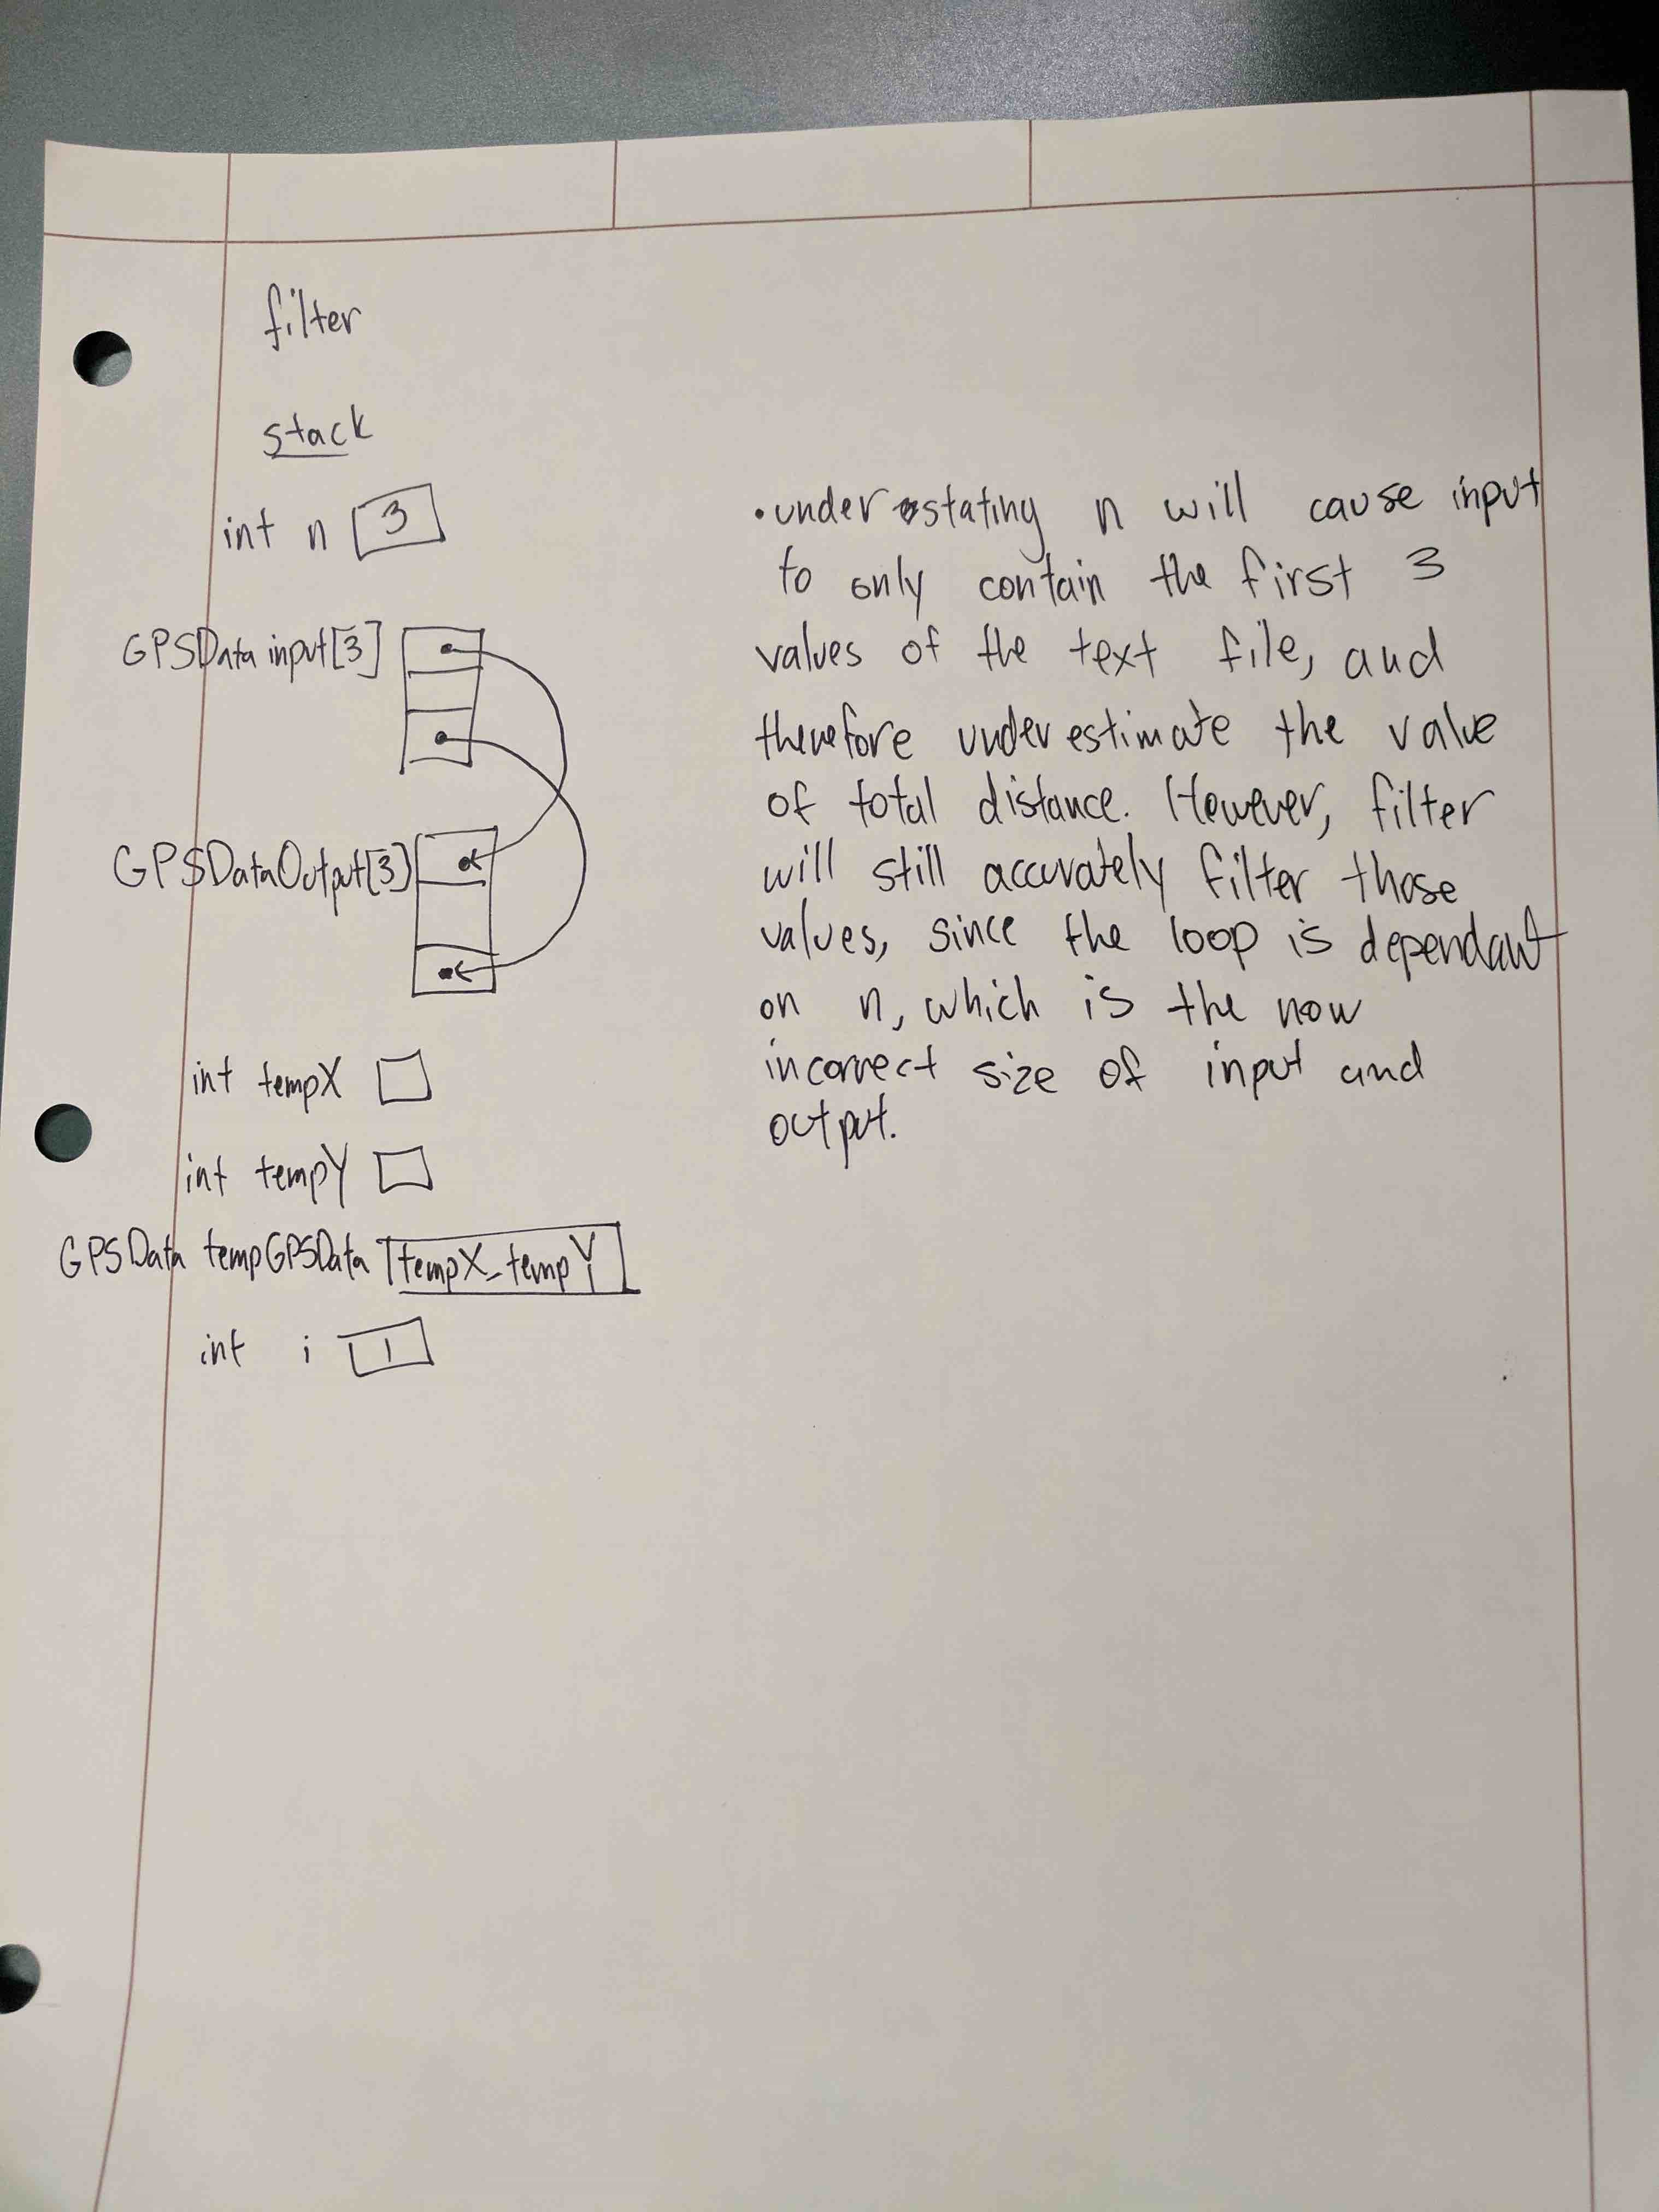 filter
stack
int n 3
GPSData input[3]
GPSDataOutput[3]
int tempX
int tempY
GPSData tempGPSData tempX-tempY
int i 1
• understating n will cause input
to only contain the first 3
values of the text file, and
therefore underestimate the value
of total distance. However, filter
will still accurately filter those
values, since the loop is dependant
on n, which is the now
incorrect size of input and
output.